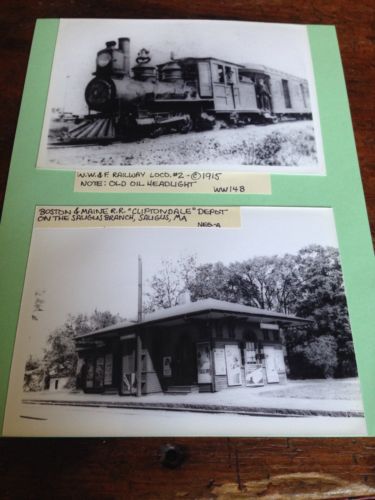 W.W.& F. RAILWAY LOCO. #2 - © 1915
NOTE: OLD OIL HEADLIGHT WW148
BOSTON & MAINE R.R. "CLIFTONDALE" DEPOT
ON THE SAUGUS BRANCH, SAUGUS, MA
NES-A